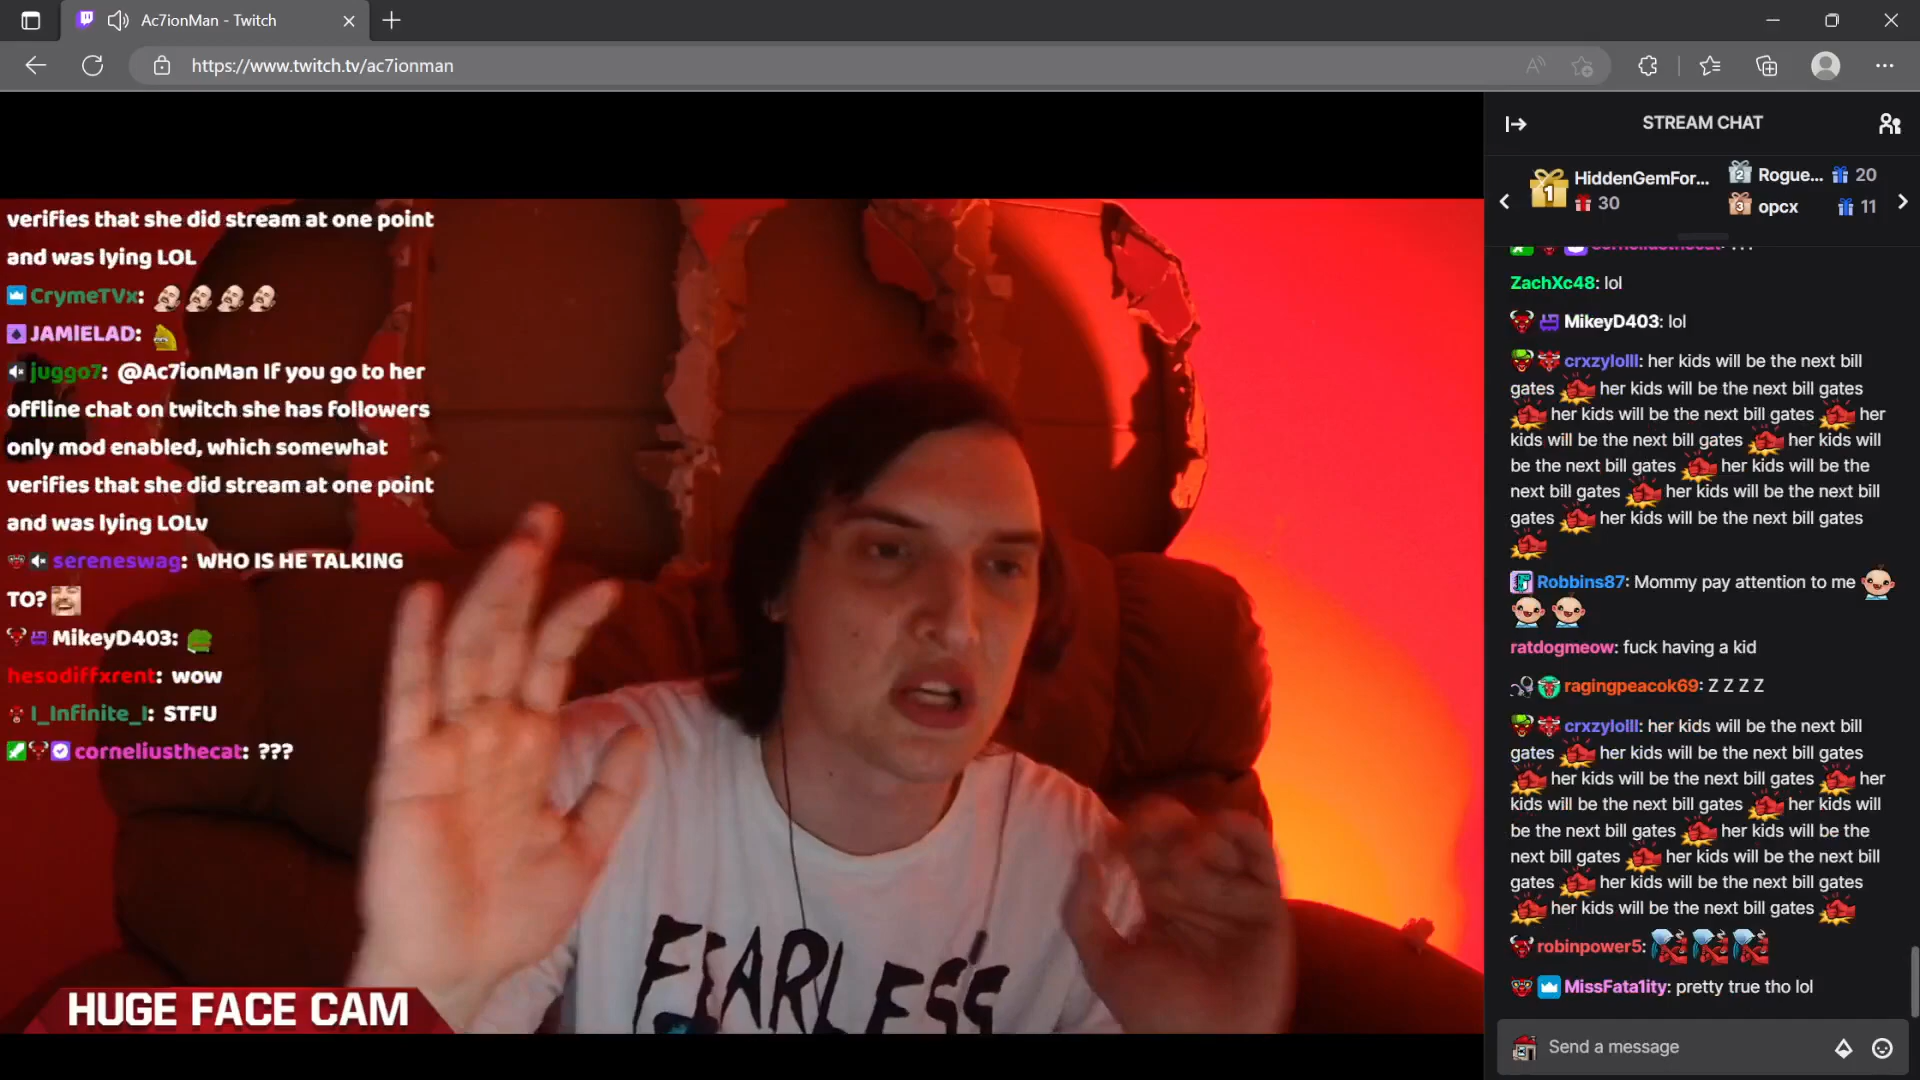 Ac7ionMan - Twitch
https://www.twitch.tv/ac7ionman
verifies that she did stream at one point
and was lying LOL
CrymeTVx:
JAMIELAD:
juggo7: @Ac7ionMan If you go to her
offline chat on twitch she has followers
only mod enabled, which somewhat
verifies that she did stream at one point
and was lying LOLv
sereneswag: WHO IS HE TALKING
TO?
MikeyD403:
hesodiffxrent: wow
I_Infinite_I: STFU
corneliusthecat: ???
FEARLESS
HUGE FACE CAM
STREAM CHAT
1 HiddenGemFor... 30
2 Rogue... 20
3 opcx 11
ZachXc48: lol
MikeyD403: lol
crxzylolll: her kids will be the next bill
gates her kids will be the next bill gates
her kids will be the next bill gates her
kids will be the next bill gates her kids will
be the next bill gates her kids will be the
next bill gates her kids will be the next bill
gates her kids will be the next bill gates
Robbins87: Mommy pay attention to me
ratdogmeow: fuck having a kid
ragingpeacok69: Z Z Z Z
crxzylolll: her kids will be the next bill
gates her kids will be the next bill gates
her kids will be the next bill gates her
kids will be the next bill gates her kids will
be the next bill gates her kids will be the
next bill gates her kids will be the next bill
gates her kids will be the next bill gates
her kids will be the next bill gates
robinpower5:
MissFata1ity: pretty true tho lol
Send a message